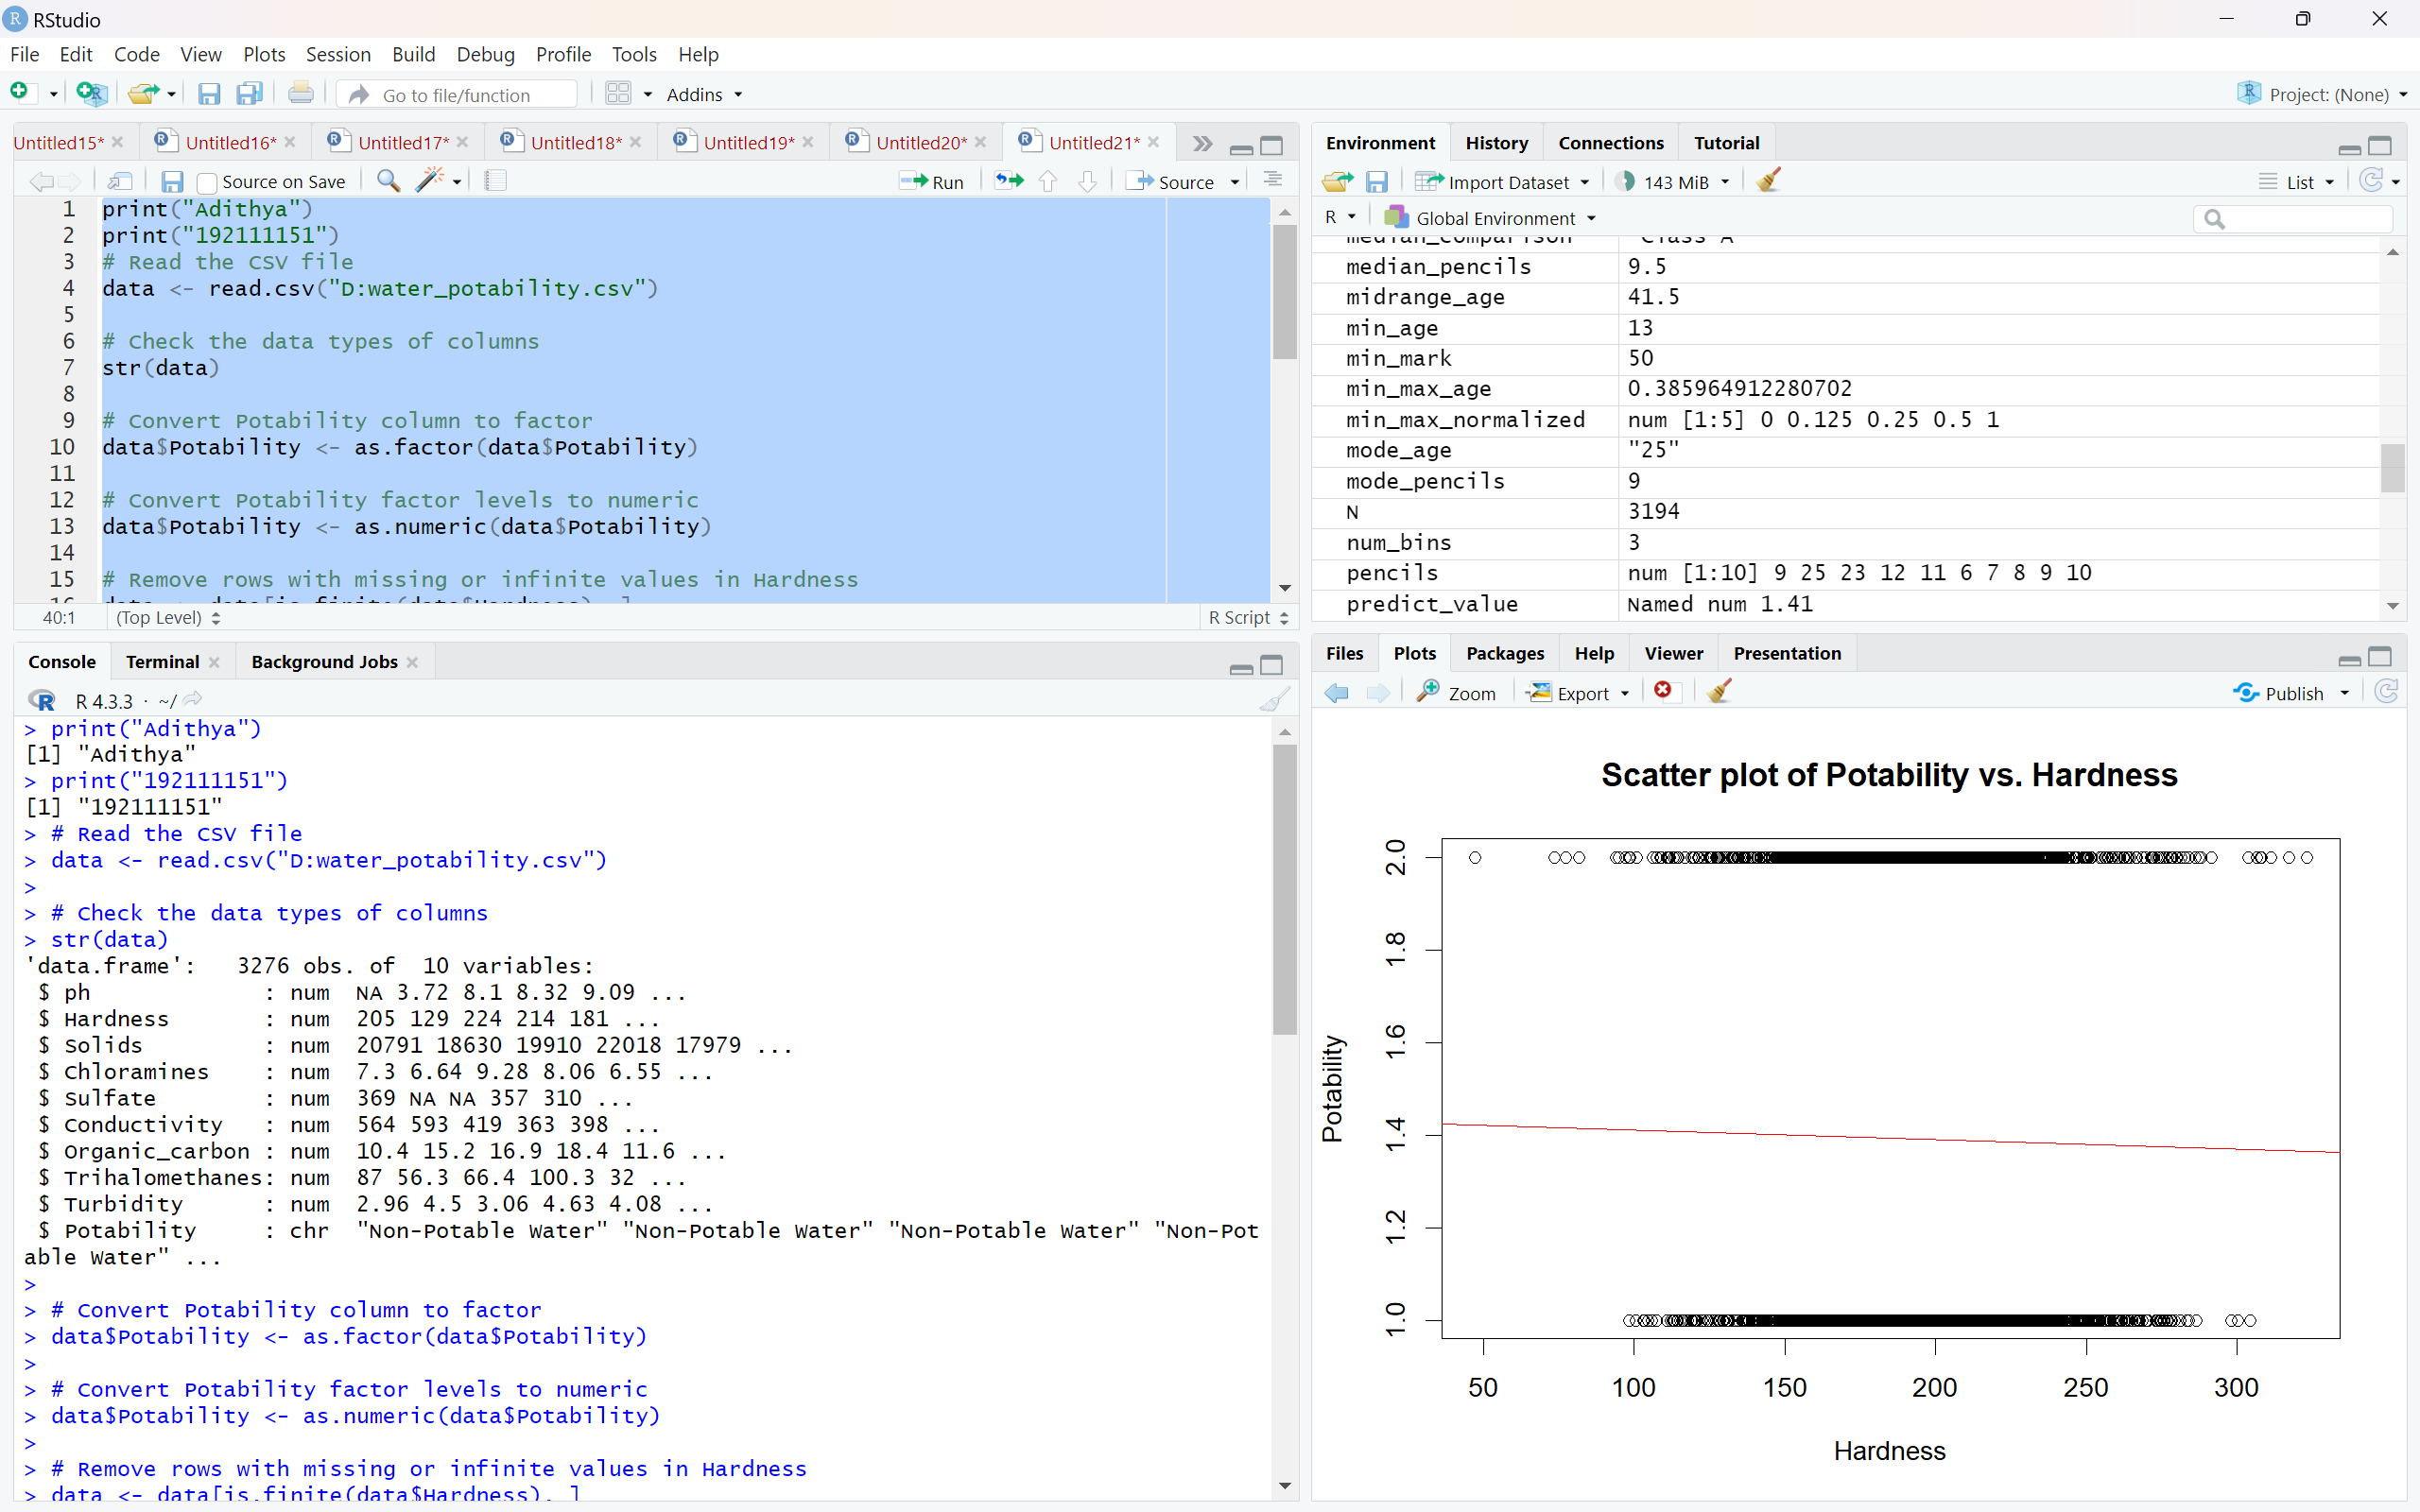 RStudio
File Edit Code View Plots Session Build Debug Profile Tools Help
Go to file/function Addins Project: (None)
Untitled15* Untitled16* Untitled17* Untitled18* Untitled19* Untitled20* Untitled21*
Source on Save Run Source
1 print("Adithya")
2 print("192111151")
3 # Read the CSV file
4 data <- read.csv("D:water_potability.csv")
5
6 # Check the data types of columns
7 str(data)
8
9 # Convert Potability column to factor
10 data$Potability <- as.factor(data$Potability)
11
12 # Convert Potability factor levels to numeric
13 data$Potability <- as.numeric(data$Potability)
14
15 # Remove rows with missing or infinite values in Hardness
40:1 (Top Level) R Script
Console Terminal Background Jobs
R 4.3.3 · ~/
> print("Adithya")
[1] "Adithya"
> print("192111151")
[1] "192111151"
> # Read the CSV file
> data <- read.csv("D:water_potability.csv")
>
> # Check the data types of columns
> str(data)
'data.frame': 3276 obs. of 10 variables:
$ ph : num NA 3.72 8.1 8.32 9.09 ...
$ Hardness : num 205 129 224 214 181 ...
$ Solids : num 20791 18630 19910 22018 17979 ...
$ Chloramines : num 7.3 6.64 9.28 8.06 6.55 ...
$ Sulfate : num 369 NA NA 357 310 ...
$ Conductivity : num 564 593 419 363 398 ...
$ Organic_carbon : num 10.4 15.2 16.9 18.4 11.6 ...
$ Trihalomethanes: num 87 56.3 66.4 100.3 32 ...
$ Turbidity : num 2.96 4.5 3.06 4.63 4.08 ...
$ Potability : chr "Non-Potable Water" "Non-Potable Water" "Non-Potable Water" "Non-Pot
able Water" ...
>
> # Convert Potability column to factor
> data$Potability <- as.factor(data$Potability)
>
> # Convert Potability factor levels to numeric
> data$Potability <- as.numeric(data$Potability)
>
> # Remove rows with missing or infinite values in Hardness
> data <- data[is.finite(data$Hardness), ]
Environment History Connections Tutorial
Import Dataset 143 MiB List
R Global Environment
median_comparison "Class A"
median_pencils 9.5
midrange_age 41.5
min_age 13
min_mark 50
min_max_age 0.385964912280702
min_max_normalized num [1:5] 0 0.125 0.25 0.5 1
mode_age "25"
mode_pencils 9
N 3194
num_bins 3
pencils num [1:10] 9 25 23 12 11 6 7 8 9 10
predict_value Named num 1.41
Files Plots Packages Help Viewer Presentation
Zoom Export Publish
Scatter plot of Potability vs. Hardness
Potability
2.0
1.8
1.6
1.4
1.2
1.0
50 100 150 200 250 300
Hardness